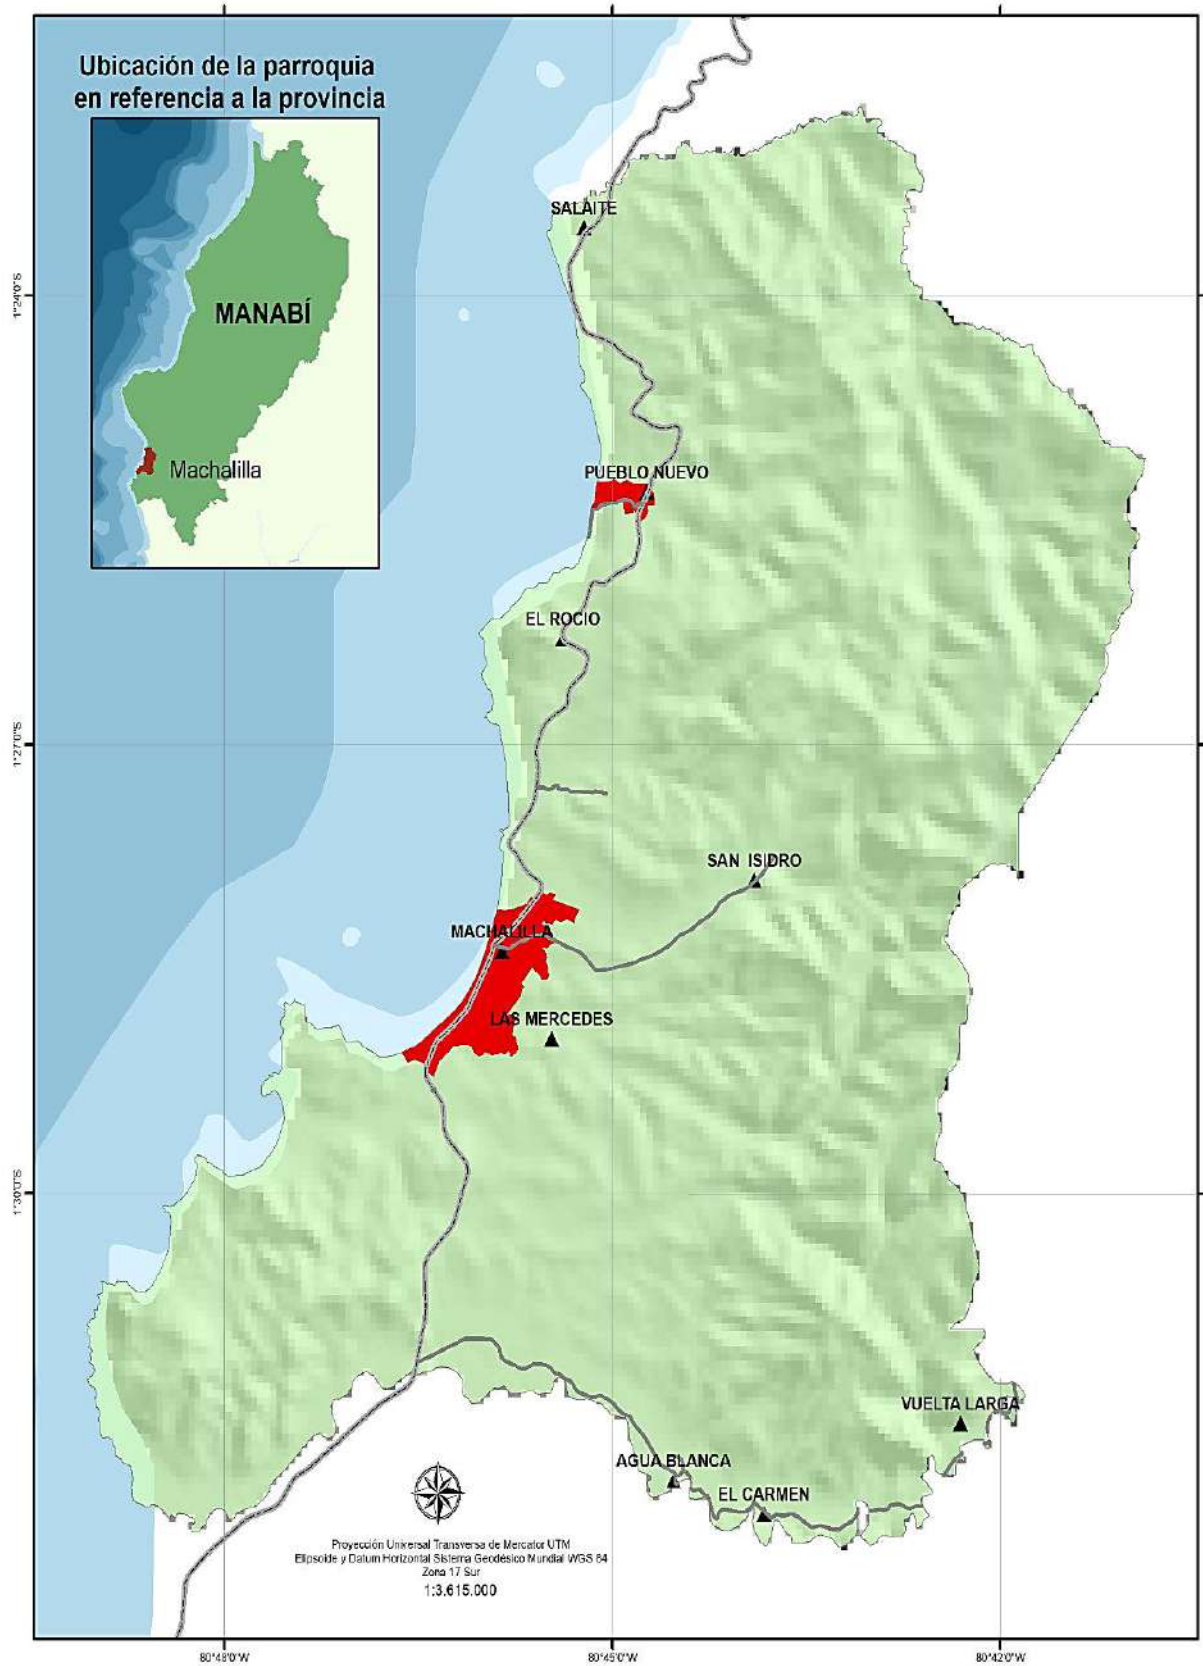 Ubicación de la parroquia
en referencia a la provincia
MANABÍ
Machalilla
SALAITE
1°24'0"S
PUEBLO NUEVO
EL ROCIO
1°27'0"S
SAN ISIDRO
MACHALILLA
LAS MERCEDES
1°30'0"S
VUELTA LARGA
AGUA BLANCA
EL CARMEN
Proyección Universal Transversa de Mercator UTM
Elipsoide y Datum Horizontal Sistema Geodésico Mundial WGS 84
Zona 17 Sur
1:3.615.000
80°48'0"W
80°45'0"W
80°42'0"W